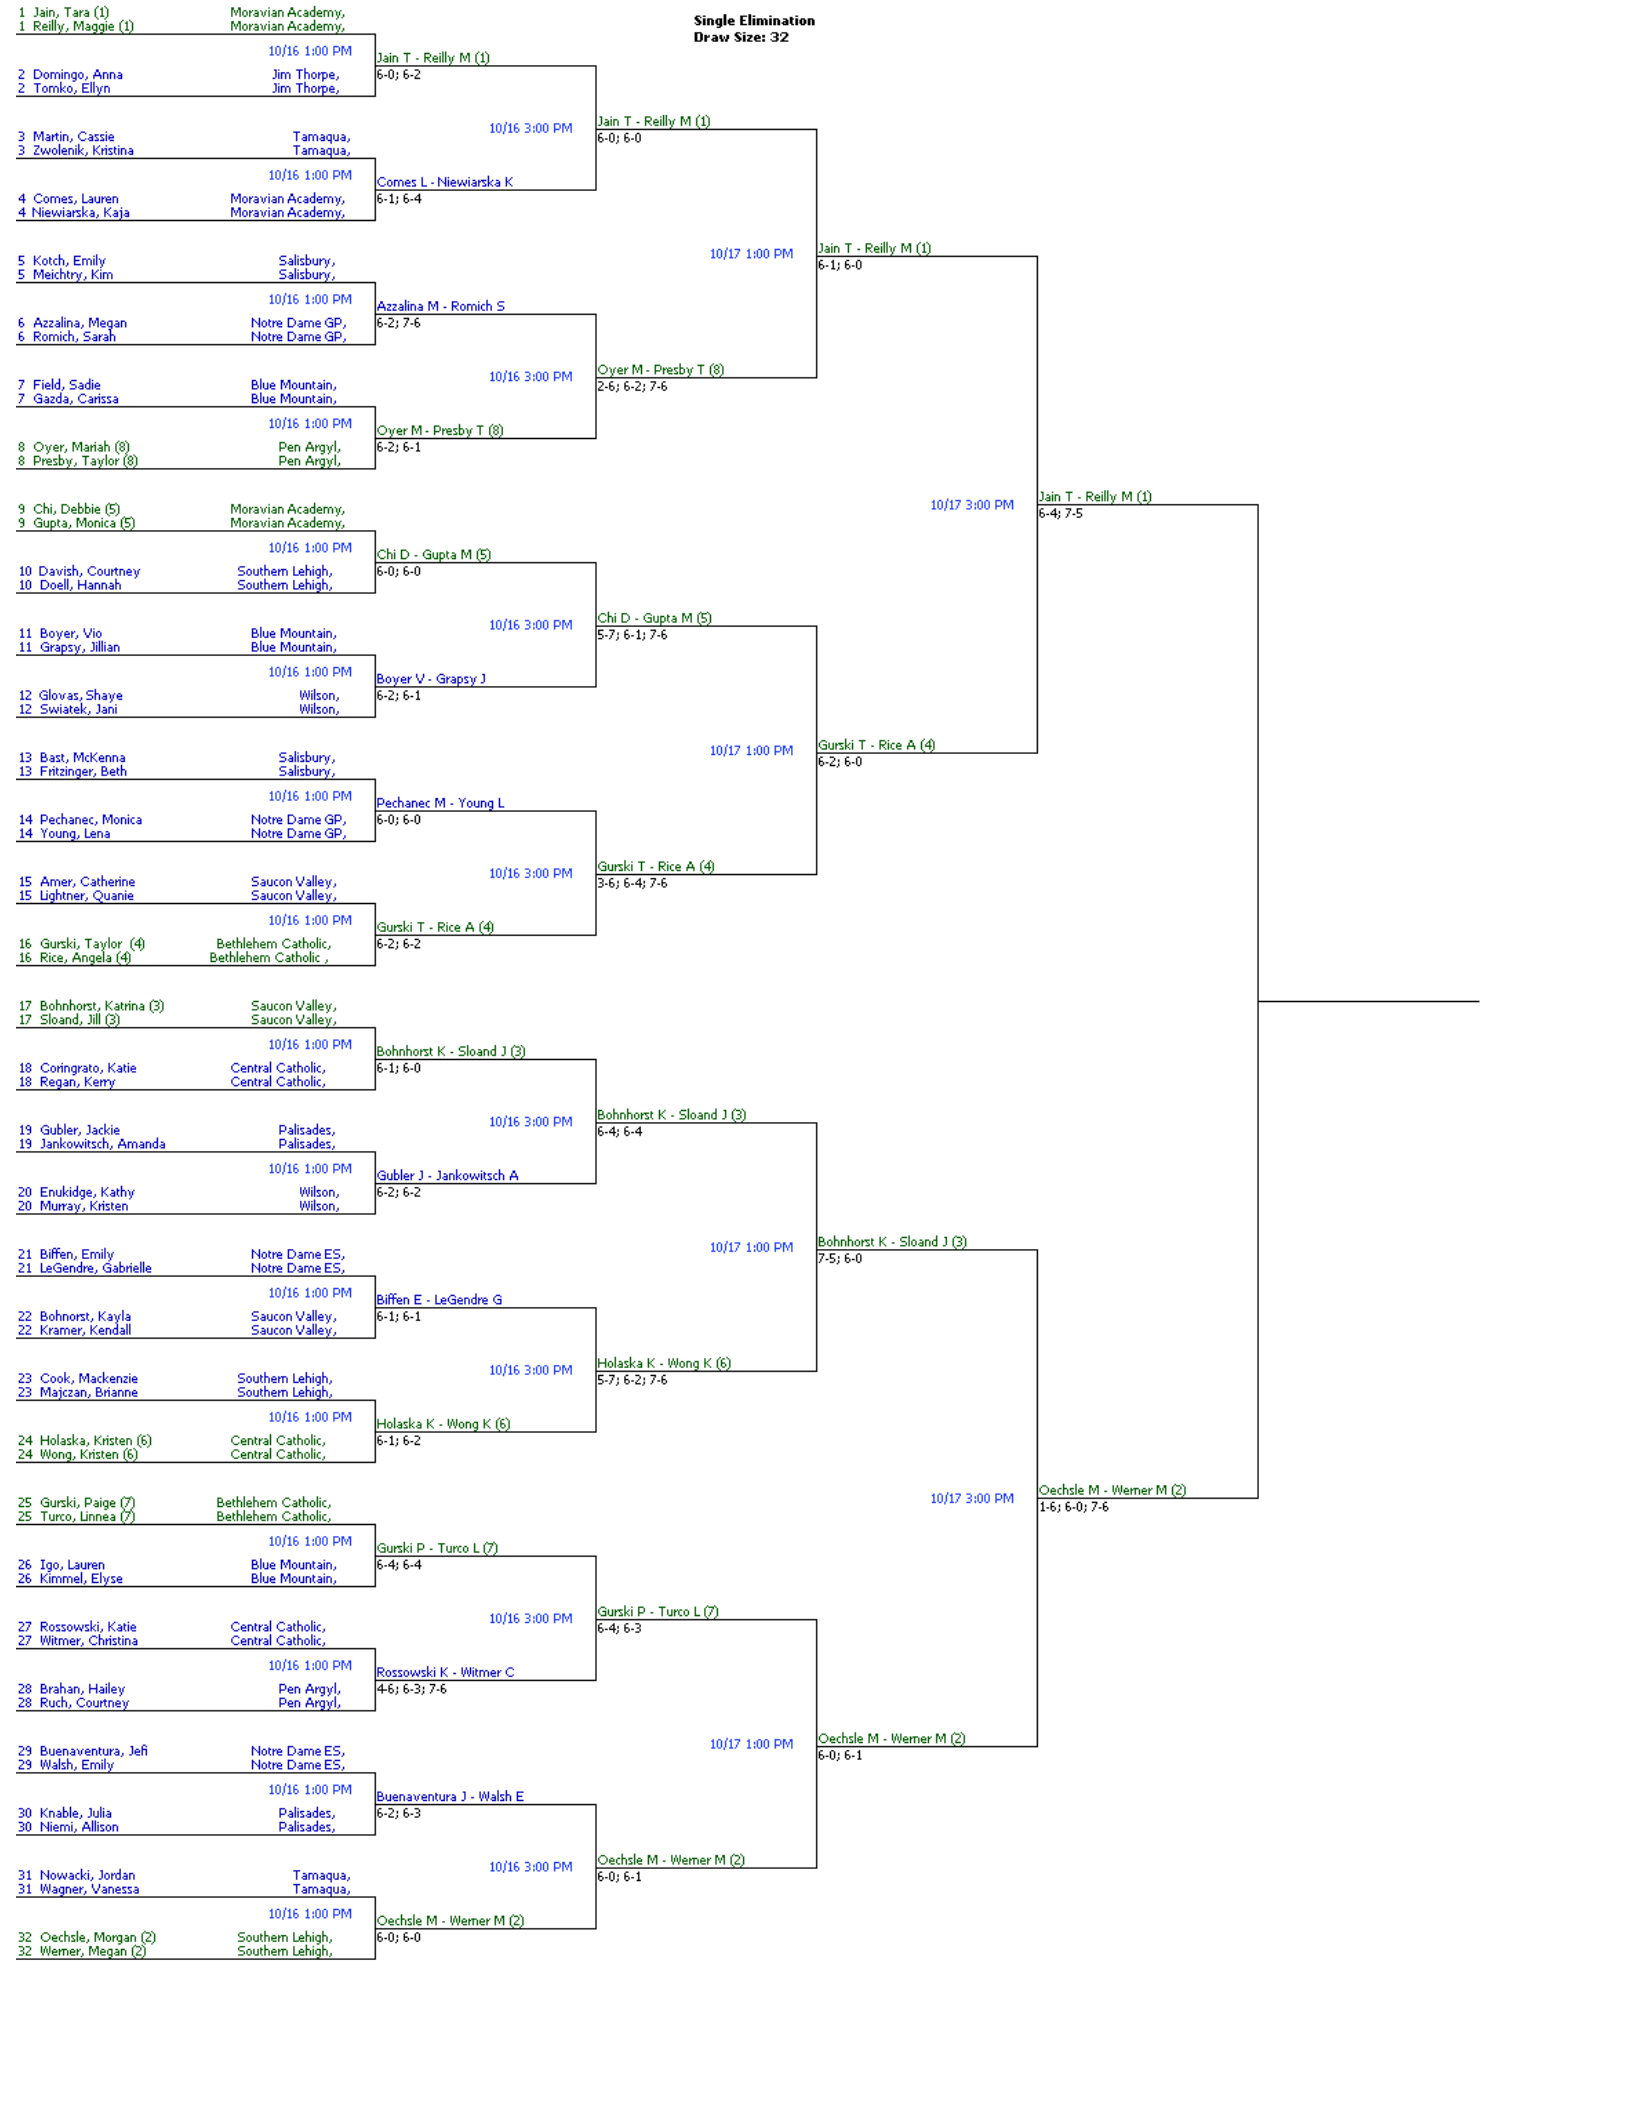 Single Elimination
Draw Size: 32
1 Jain, Tara (1) Moravian Academy,
1 Reilly, Maggie (1) Moravian Academy,
10/16 1:00 PM
Jain T - Reilly M (1)
6-0; 6-2
2 Domingo, Anna Jim Thorpe,
2 Tomko, Ellyn Jim Thorpe,
10/16 3:00 PM
Jain T - Reilly M (1)
6-0; 6-0
3 Martin, Cassie Tamaqua,
3 Zwolenik, Kristina Tamaqua,
10/16 1:00 PM
Comes L - Niewiarska K
6-1; 6-4
4 Comes, Lauren Moravian Academy,
4 Niewiarska, Kaja Moravian Academy,
10/17 1:00 PM
Jain T - Reilly M (1)
6-1; 6-0
5 Kotch, Emily Salisbury,
5 Meichtry, Kim Salisbury,
10/16 1:00 PM
Azzalina M - Romich S
6-2; 7-6
6 Azzalina, Megan Notre Dame GP,
6 Romich, Sarah Notre Dame GP,
10/16 3:00 PM
Oyer M - Presby T (8)
2-6; 6-2; 7-6
7 Field, Sadie Blue Mountain,
7 Gazda, Carissa Blue Mountain,
10/16 1:00 PM
Oyer M - Presby T (8)
6-2; 6-1
8 Oyer, Mariah (8) Pen Argyl,
8 Presby, Taylor (8) Pen Argyl,
10/17 3:00 PM
Jain T - Reilly M (1)
6-4; 7-5
9 Chi, Debbie (5) Moravian Academy,
9 Gupta, Monica (5) Moravian Academy,
10/16 1:00 PM
Chi D - Gupta M (5)
6-0; 6-0
10 Davish, Courtney Southern Lehigh,
10 Doell, Hannah Southern Lehigh,
10/16 3:00 PM
Chi D - Gupta M (5)
5-7; 6-1; 7-6
11 Boyer, Vio Blue Mountain,
11 Grapsy, Jillian Blue Mountain,
10/16 1:00 PM
Boyer V - Grapsy J
6-2; 6-1
12 Glovas, Shaye Wilson,
12 Swiatek, Jani Wilson,
10/17 1:00 PM
Gurski T - Rice A (4)
6-2; 6-0
13 Bast, McKenna Salisbury,
13 Fritzinger, Beth Salisbury,
10/16 1:00 PM
Pechanec M - Young L
6-0; 6-0
14 Pechanec, Monica Notre Dame GP,
14 Young, Lena Notre Dame GP,
10/16 3:00 PM
Gurski T - Rice A (4)
3-6; 6-4; 7-6
15 Amer, Catherine Saucon Valley,
15 Lightner, Quanie Saucon Valley,
10/16 1:00 PM
Gurski T - Rice A (4)
6-2; 6-2
16 Gurski, Taylor (4) Bethlehem Catholic,
16 Rice, Angela (4) Bethlehem Catholic ,
17 Bohnhorst, Katrina (3) Saucon Valley,
17 Sloand, Jill (3) Saucon Valley,
10/16 1:00 PM
Bohnhorst K - Sloand J (3)
6-1; 6-0
18 Coringrato, Katie Central Catholic,
18 Regan, Kerry Central Catholic,
10/16 3:00 PM
Bohnhorst K - Sloand J (3)
6-4; 6-4
19 Gubler, Jackie Palisades,
19 Jankowitsch, Amanda Palisades,
10/16 1:00 PM
Gubler J - Jankowitsch A
6-2; 6-2
20 Enukidge, Kathy Wilson,
20 Murray, Kristen Wilson,
10/17 1:00 PM
Bohnhorst K - Sloand J (3)
7-5; 6-0
21 Biffen, Emily Notre Dame ES,
21 LeGendre, Gabrielle Notre Dame ES,
10/16 1:00 PM
Biffen E - LeGendre G
6-1; 6-1
22 Bohnorst, Kayla Saucon Valley,
22 Kramer, Kendall Saucon Valley,
10/16 3:00 PM
Holaska K - Wong K (6)
5-7; 6-2; 7-6
23 Cook, Mackenzie Southern Lehigh,
23 Majczan, Brianne Southern Lehigh,
10/16 1:00 PM
Holaska K - Wong K (6)
6-1; 6-2
24 Holaska, Kristen (6) Central Catholic,
24 Wong, Kristen (6) Central Catholic,
10/17 3:00 PM
Oechsle M - Werner M (2)
1-6; 6-0; 7-6
25 Gurski, Paige (7) Bethlehem Catholic,
25 Turco, Linnea (7) Bethlehem Catholic,
10/16 1:00 PM
Gurski P - Turco L (7)
6-4; 6-4
26 Igo, Lauren Blue Mountain,
26 Kimmel, Elyse Blue Mountain,
10/16 3:00 PM
Gurski P - Turco L (7)
6-4; 6-3
27 Rossowski, Katie Central Catholic,
27 Witmer, Christina Central Catholic,
10/16 1:00 PM
Rossowski K - Witmer C
4-6; 6-3; 7-6
28 Brahan, Hailey Pen Argyl,
28 Ruch, Courtney Pen Argyl,
10/17 1:00 PM
Oechsle M - Werner M (2)
6-0; 6-1
29 Buenaventura, Jefi Notre Dame ES,
29 Walsh, Emily Notre Dame ES,
10/16 1:00 PM
Buenaventura J - Walsh E
6-2; 6-3
30 Knable, Julia Palisades,
30 Niemi, Allison Palisades,
10/16 3:00 PM
Oechsle M - Werner M (2)
6-0; 6-1
31 Nowacki, Jordan Tamaqua,
31 Wagner, Vanessa Tamaqua,
10/16 1:00 PM
Oechsle M - Werner M (2)
6-0; 6-0
32 Oechsle, Morgan (2) Southern Lehigh,
32 Werner, Megan (2) Southern Lehigh,